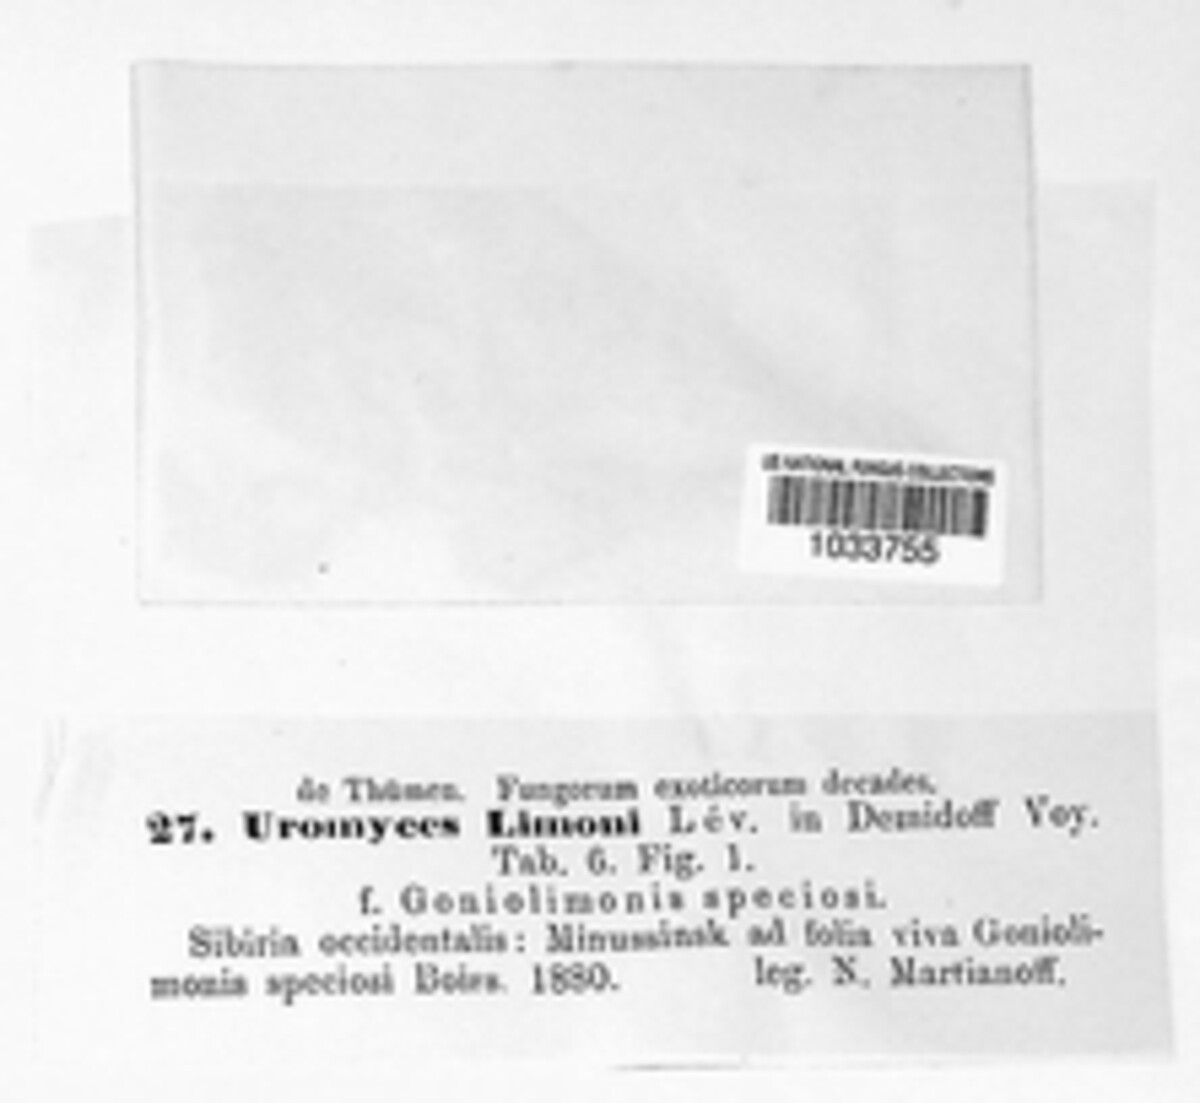 US NATIONAL FUNGUS COLLECTIONS
1033755
de Thümen. Fungorum exoticorum decades.
27. Uromyces Limoni Lév. in Demidoff Voy.
Tab. 6. Fig. 1.
f. Goniolimonis speciosi.
Sibiria occidentalis: Minussinsk ad folia viva Gonioli-
monis speciosi Boiss. 1880. leg. N. Martianoff.